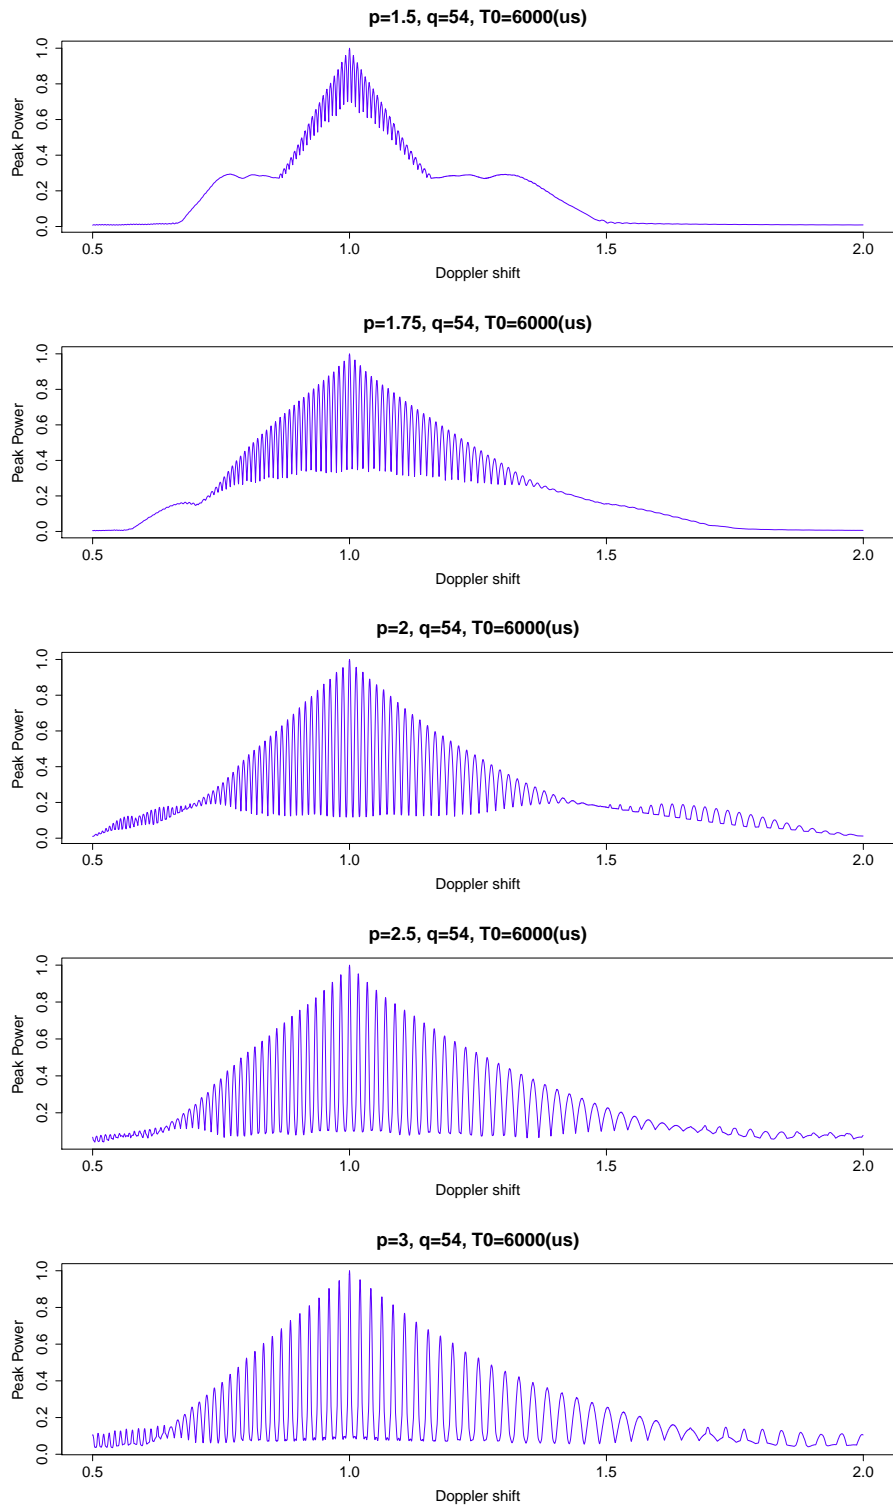 p=1.5, q=54, T0=6000(us)
1.0
0.8
0.6
0.4
0.2
0.0
Peak Power
0.5 1.0 1.5 2.0
Doppler shift
p=1.75, q=54, T0=6000(us)
1.0
0.8
0.6
0.4
0.2
0.0
Peak Power
0.5 1.0 1.5 2.0
Doppler shift
p=2, q=54, T0=6000(us)
1.0
0.8
0.6
0.4
0.2
0.0
Peak Power
0.5 1.0 1.5 2.0
Doppler shift
p=2.5, q=54, T0=6000(us)
1.0
0.8
0.6
0.4
0.2
Peak Power
0.5 1.0 1.5 2.0
Doppler shift
p=3, q=54, T0=6000(us)
1.0
0.8
0.6
0.4
0.2
0.0
Peak Power
0.5 1.0 1.5 2.0
Doppler shift